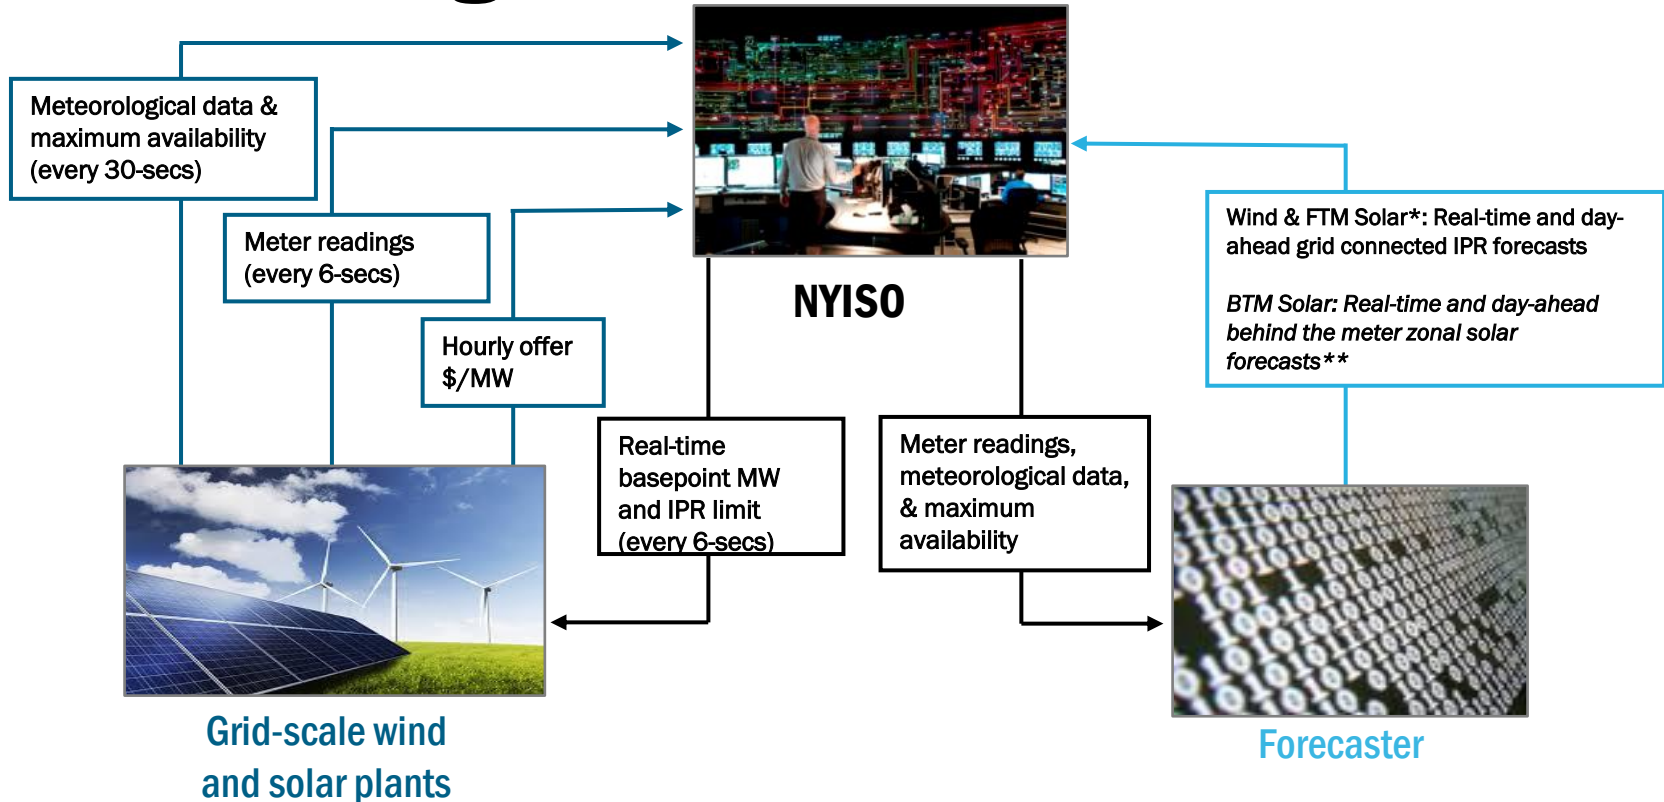 Meteorological data &
maximum availability
(every 30-secs)
Meter readings
(every 6-secs)
Hourly offer
$/MW
NYISO
Wind & FTM Solar*: Real-time and day-
ahead grid connected IPR forecasts
BTM Solar: Real-time and day-ahead
behind the meter zonal solar
forecasts**
Real-time
basepoint MW
and IPR limit
(every 6-secs)
Meter readings,
meteorological data,
& maximum
availability
Grid-scale wind
and solar plants
Forecaster